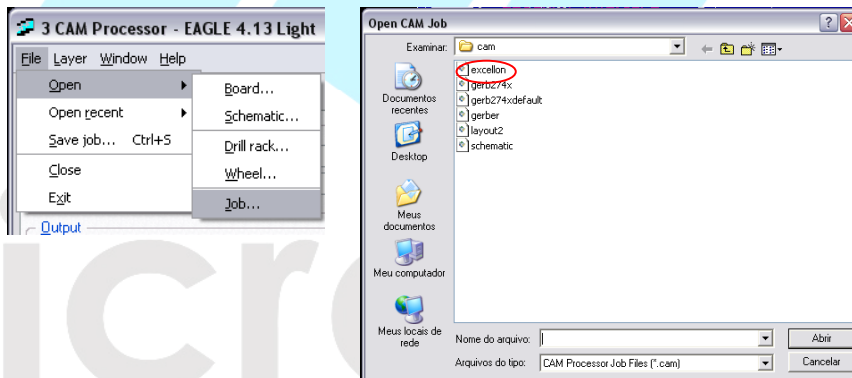 3 CAM Processor - EAGLE 4.13 Light
File Layer Window Help
Open
Open recent
Save job... Ctrl+S
Close
Exit
Board...
Schematic...
Drill rack...
Wheel...
Job...
Output
Open CAM Job
Examinar:
cam
Documentos
recentes
Desktop
Meus
documentos
Meu computador
Meus locais de
rede
excellon
gerb274x
gerb274xdefault
gerber
layout2
schematic
Nome do arquivo:
Abrir
Arquivos do tipo:
CAM Processor Job Files (*.cam)
Cancelar